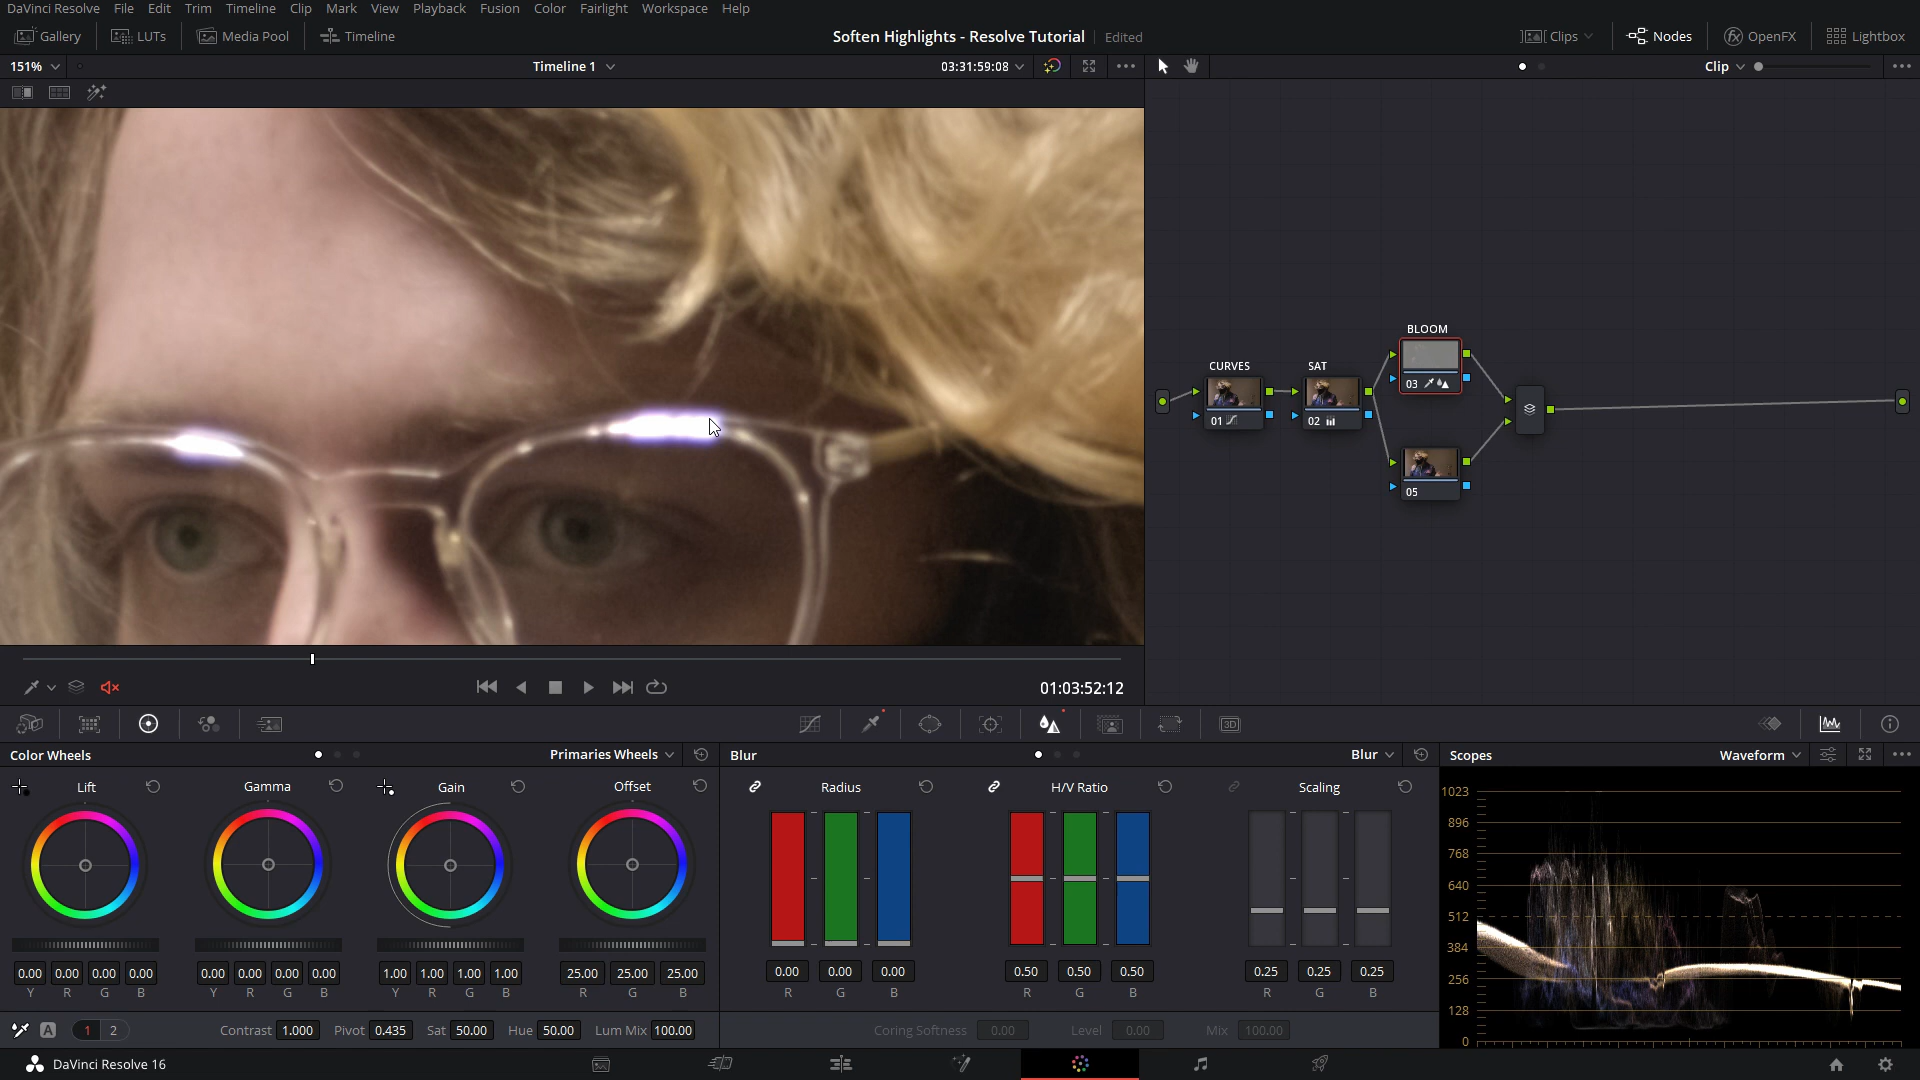 DaVinci Resolve File Edit Trim Timeline Clip Mark View Playback Fusion Color Fairlight Workspace Help
Gallery LUTs Media Pool Timeline Soften Highlights - Resolve Tutorial Edited Clips Nodes OpenFX Lightbox
151% Timeline 1 03:31:59:08 Clip
BLOOM
CURVES SAT
03
01 02
05
01:03:52:12
3D
Color Wheels Primaries Wheels Blur Blur Scopes Waveform
Lift Gamma Gain Offset Radius H/V Ratio Scaling
1023
896
768
640
512
384
256
128
0
0.00 0.00 0.00 0.00 0.00 0.00 0.00 0.00 1.00 1.00 1.00 1.00 25.00 25.00 25.00 0.00 0.00 0.00 0.50 0.50 0.50 0.25 0.25 0.25
Y R G B Y R G B Y R G B R G B R G B R G B R G B
A 1 2 Contrast 1.000 Pivot 0.435 Sat 50.00 Hue 50.00 Lum Mix 100.00 Coring Softness 0.00 Level 0.00 Mix 100.00
DaVinci Resolve 16